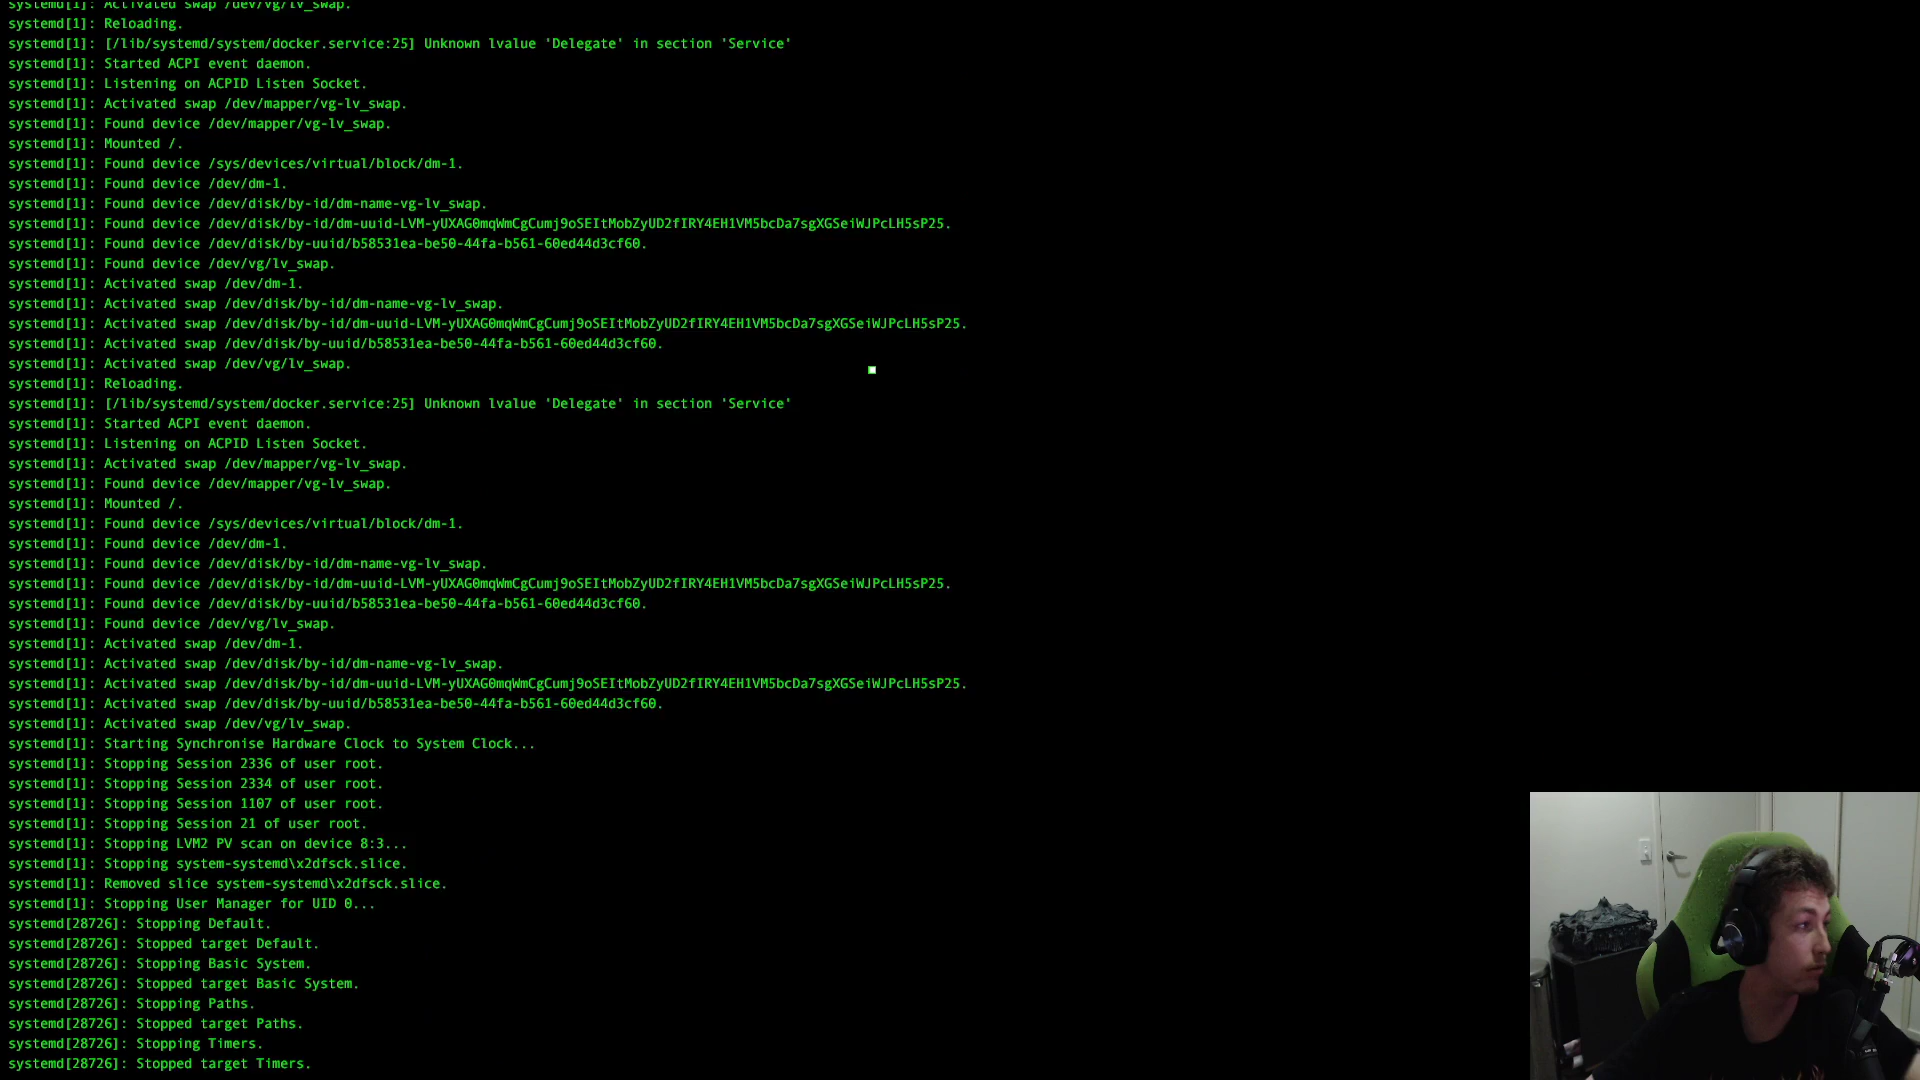 systemd[1]: Activated swap /dev/vg/lv_swap.
systemd[1]: Reloading.
systemd[1]: [/lib/systemd/system/docker.service:25] Unknown lvalue 'Delegate' in section 'Service'
systemd[1]: Started ACPI event daemon.
systemd[1]: Listening on ACPID Listen Socket.
systemd[1]: Activated swap /dev/mapper/vg-lv_swap.
systemd[1]: Found device /dev/mapper/vg-lv_swap.
systemd[1]: Mounted /.
systemd[1]: Found device /sys/devices/virtual/block/dm-1.
systemd[1]: Found device /dev/dm-1.
systemd[1]: Found device /dev/disk/by-id/dm-name-vg-lv_swap.
systemd[1]: Found device /dev/disk/by-id/dm-uuid-LVM-yUXAG0mqWmCgCumj9oSEItMobZyUD2fIRY4EH1VM5bcDa7sgXGSeiWJPcLH5sP25.
systemd[1]: Found device /dev/disk/by-uuid/b58531ea-be50-44fa-b561-60ed44d3cf60.
systemd[1]: Found device /dev/vg/lv_swap.
systemd[1]: Activated swap /dev/dm-1.
systemd[1]: Activated swap /dev/disk/by-id/dm-name-vg-lv_swap.
systemd[1]: Activated swap /dev/disk/by-id/dm-uuid-LVM-yUXAG0mqWmCgCumj9oSEItMobZyUD2fIRY4EH1VM5bcDa7sgXGSeiWJPcLH5sP25.
systemd[1]: Activated swap /dev/disk/by-uuid/b58531ea-be50-44fa-b561-60ed44d3cf60.
systemd[1]: Activated swap /dev/vg/lv_swap.
systemd[1]: Reloading.
systemd[1]: [/lib/systemd/system/docker.service:25] Unknown lvalue 'Delegate' in section 'Service'
systemd[1]: Started ACPI event daemon.
systemd[1]: Listening on ACPID Listen Socket.
systemd[1]: Activated swap /dev/mapper/vg-lv_swap.
systemd[1]: Found device /dev/mapper/vg-lv_swap.
systemd[1]: Mounted /.
systemd[1]: Found device /sys/devices/virtual/block/dm-1.
systemd[1]: Found device /dev/dm-1.
systemd[1]: Found device /dev/disk/by-id/dm-name-vg-lv_swap.
systemd[1]: Found device /dev/disk/by-id/dm-uuid-LVM-yUXAG0mqWmCgCumj9oSEItMobZyUD2fIRY4EH1VM5bcDa7sgXGSeiWJPcLH5sP25.
systemd[1]: Found device /dev/disk/by-uuid/b58531ea-be50-44fa-b561-60ed44d3cf60.
systemd[1]: Found device /dev/vg/lv_swap.
systemd[1]: Activated swap /dev/dm-1.
systemd[1]: Activated swap /dev/disk/by-id/dm-name-vg-lv_swap.
systemd[1]: Activated swap /dev/disk/by-id/dm-uuid-LVM-yUXAG0mqWmCgCumj9oSEItMobZyUD2fIRY4EH1VM5bcDa7sgXGSeiWJPcLH5sP25.
systemd[1]: Activated swap /dev/disk/by-uuid/b58531ea-be50-44fa-b561-60ed44d3cf60.
systemd[1]: Activated swap /dev/vg/lv_swap.
systemd[1]: Starting Synchronise Hardware Clock to System Clock...
systemd[1]: Stopping Session 2336 of user root.
systemd[1]: Stopping Session 2334 of user root.
systemd[1]: Stopping Session 1107 of user root.
systemd[1]: Stopping Session 21 of user root.
systemd[1]: Stopping LVM2 PV scan on device 8:3...
systemd[1]: Stopping system-systemd\x2dfsck.slice.
systemd[1]: Removed slice system-systemd\x2dfsck.slice.
systemd[1]: Stopping User Manager for UID 0...
systemd[28726]: Stopping Default.
systemd[28726]: Stopped target Default.
systemd[28726]: Stopping Basic System.
systemd[28726]: Stopped target Basic System.
systemd[28726]: Stopping Paths.
systemd[28726]: Stopped target Paths.
systemd[28726]: Stopping Timers.
systemd[28726]: Stopped target Timers.